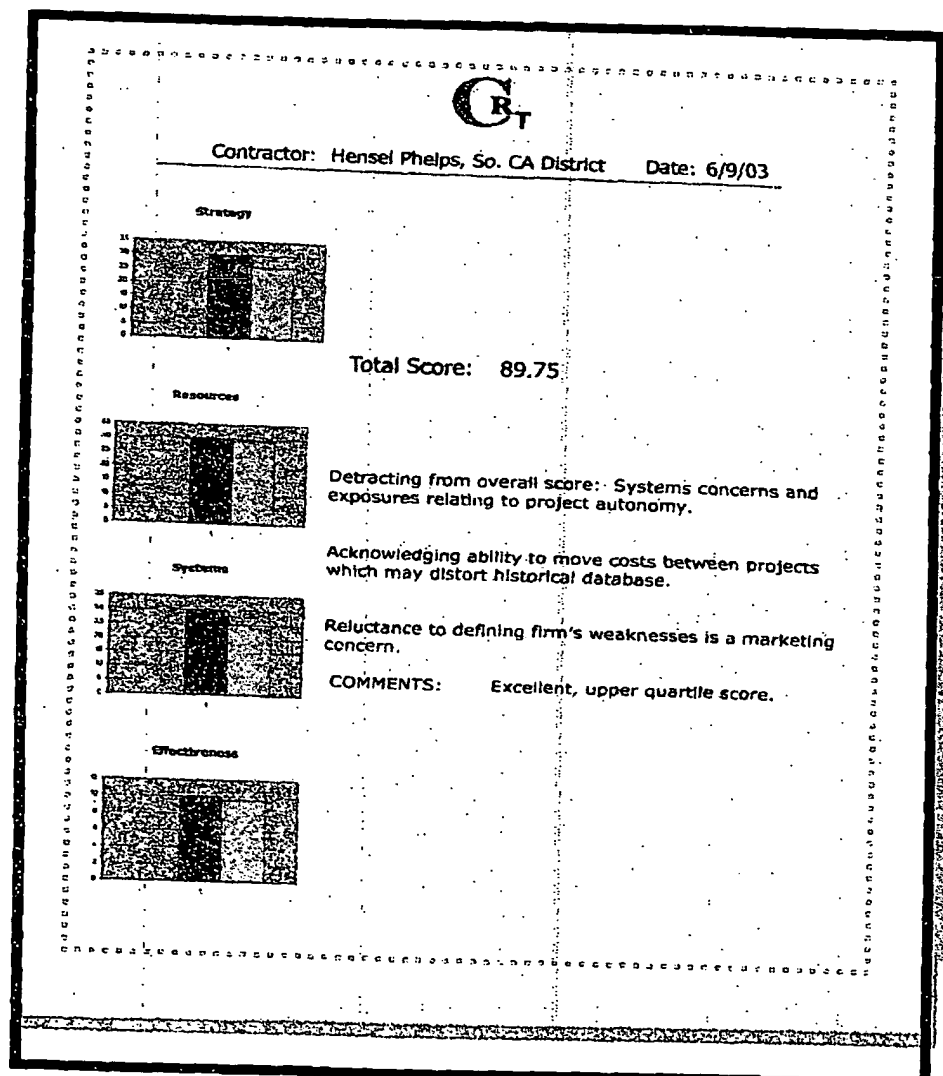 CRT
Contractor: Hensel Phelps, So. CA District Date: 6/9/03
Strategy
Total Score: 89.75
Resources
Detracting from overall score: Systems concerns and
exposures relating to project autonomy.
Acknowledging ability to move costs between projects
which may distort historical database.
Systems
Reluctance to defining firm's weaknesses is a marketing
concern.
COMMENTS: Excellent, upper quartile score.
Effectiveness